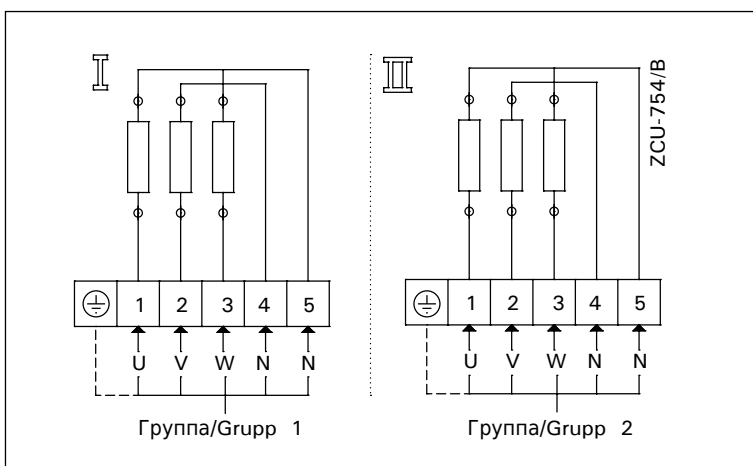 I
1 2 3 4 5
U V W N N
Группа/Grupp 1
II
ZCU-754/B
1 2 3 4 5
U V W N N
Группа/Grupp 2